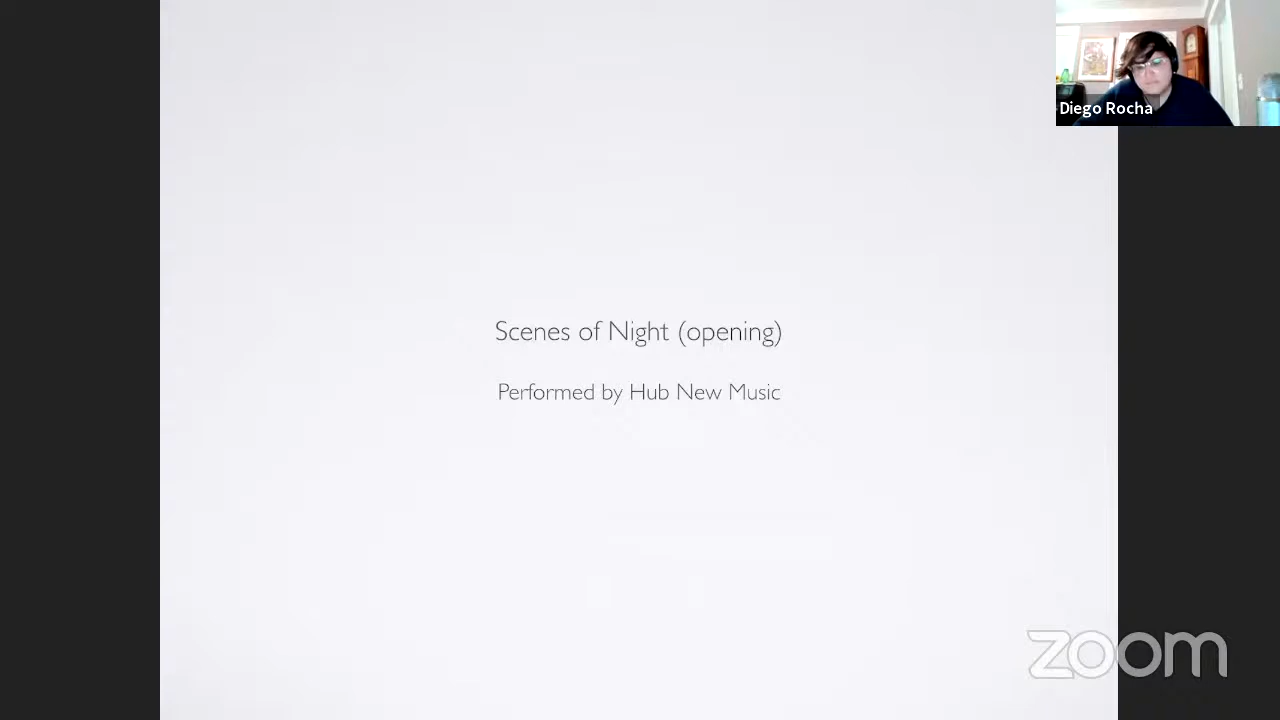 Diego Rocha
Scenes of Night (opening)
Performed by Hub New Music
zoom